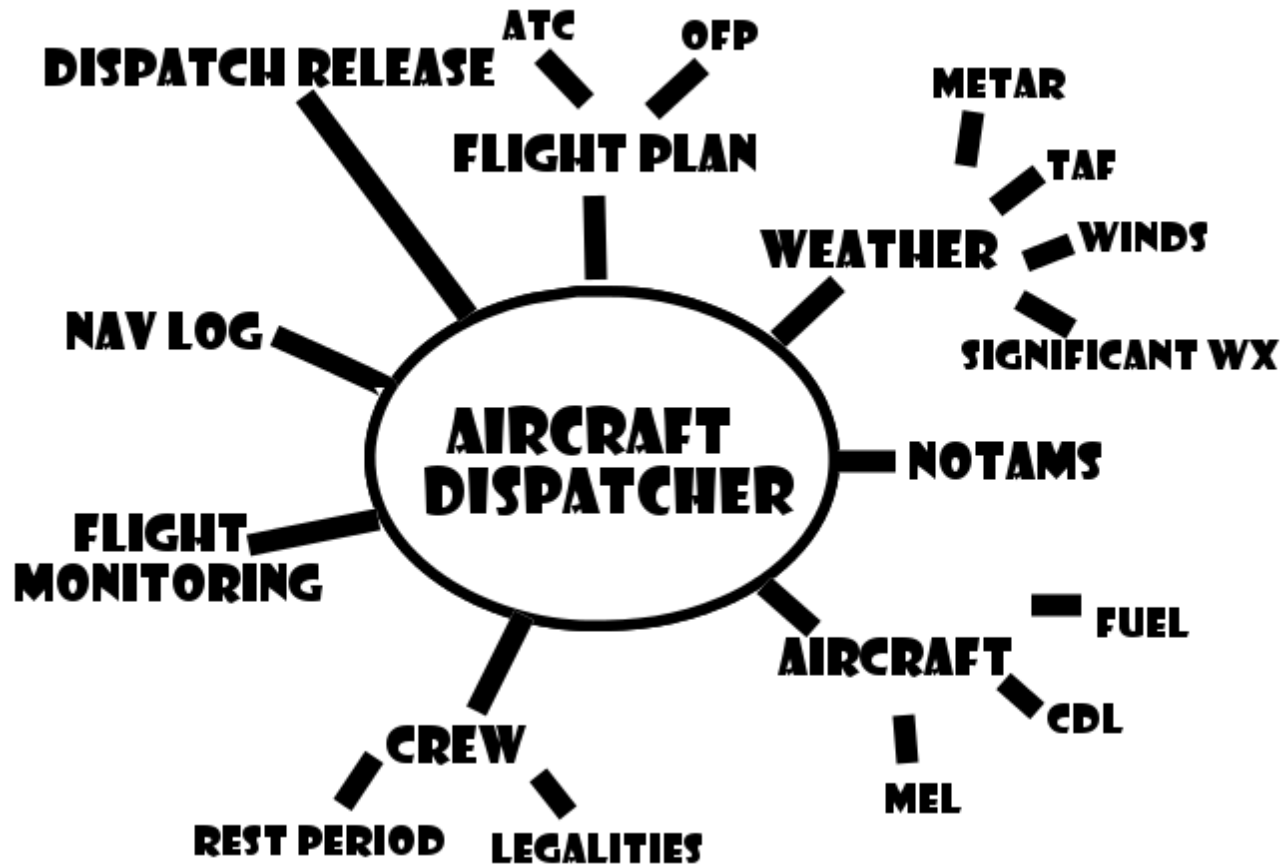 ATC
OFP
DISPATCH RELEASE
METAR
FLIGHT PLAN
TAF
WINDS
WEATHER
NAV LOG
SIGNIFICANT WX
AIRCRAFT
DISPATCHER
NOTAMS
FLIGHT
MONITORING
FUEL
AIRCRAFT
CDL
CREW
MEL
REST PERIOD
LEGALITIES